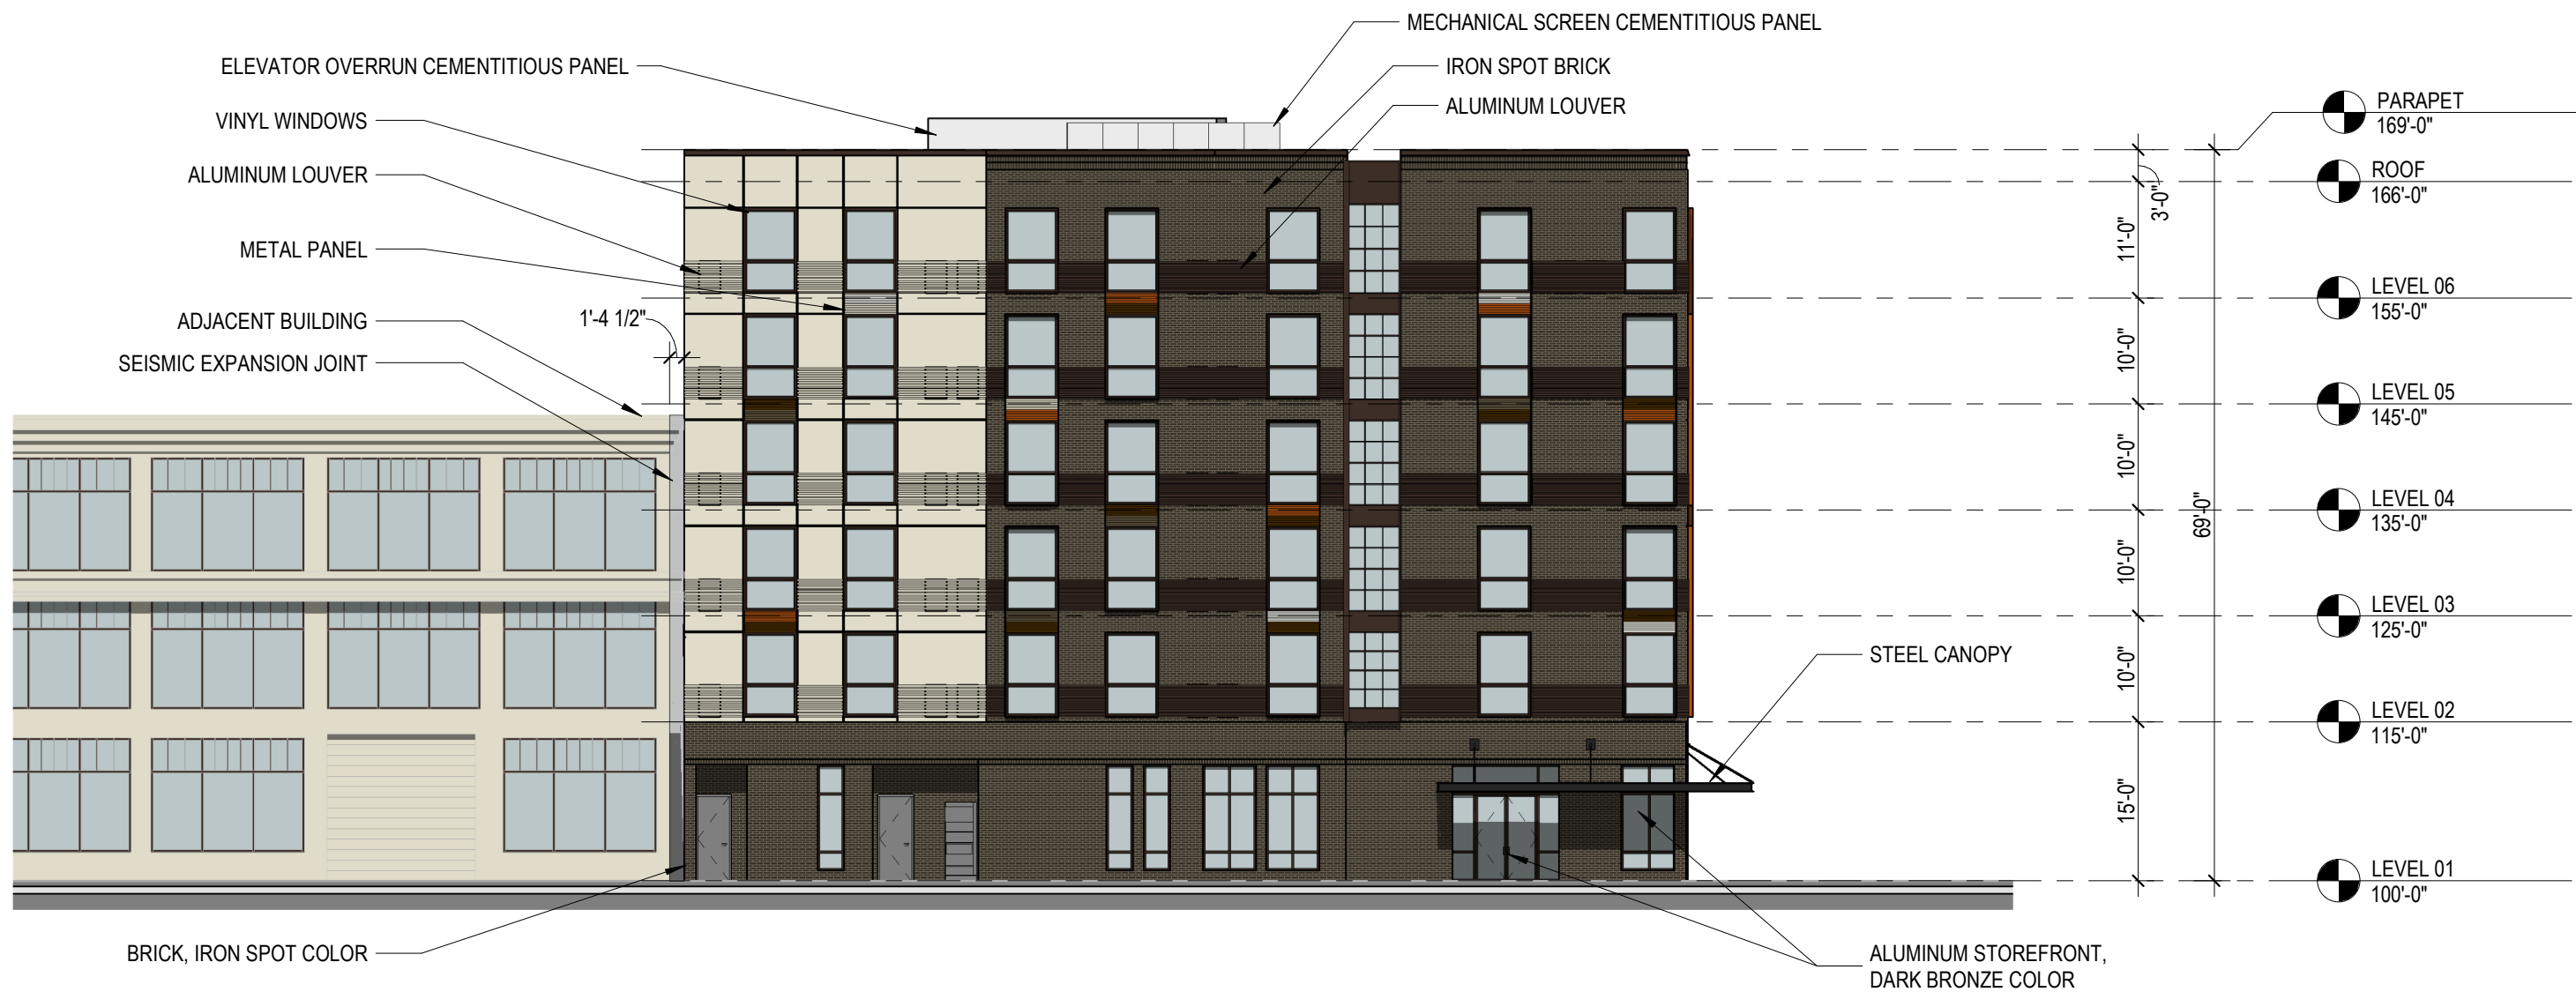 MECHANICAL SCREEN CEMENTITIOUS PANEL
ELEVATOR OVERRUN CEMENTITIOUS PANEL
IRON SPOT BRICK
VINYL WINDOWS
ALUMINUM LOUVER
ALUMINUM LOUVER
METAL PANEL
ADJACENT BUILDING
1'-4 1/2"
SEISMIC EXPANSION JOINT
BRICK, IRON SPOT COLOR
STEEL CANOPY
ALUMINUM STOREFRONT,
DARK BRONZE COLOR
3'-0"
11'-0"
10'-0"
10'-0"
10'-0"
10'-0"
15'-0"
69'-0"
PARAPET
169'-0"
ROOF
166'-0"
LEVEL 06
155'-0"
LEVEL 05
145'-0"
LEVEL 04
135'-0"
LEVEL 03
125'-0"
LEVEL 02
115'-0"
LEVEL 01
100'-0"